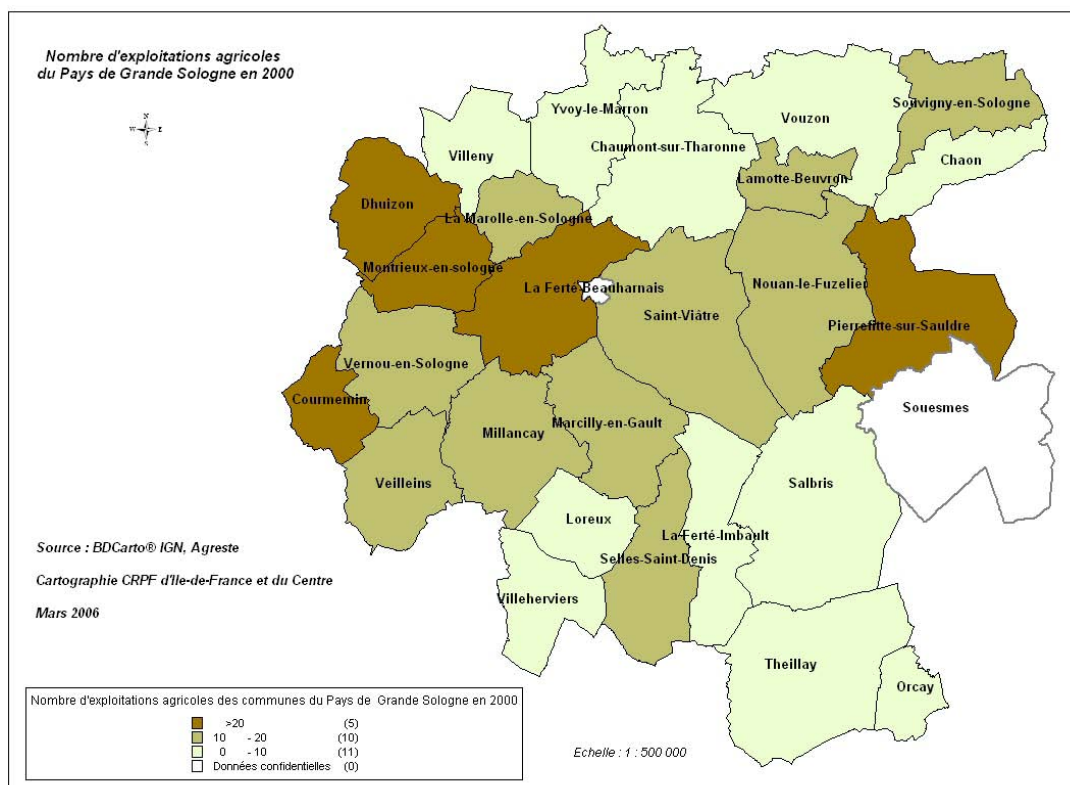 Nombre d'exploitations agricoles
du Pays de Grande Sologne en 2000
N
W E
S
Yvoy-le-Marron
Souvigny-en-Sologne
Vouzon
Villeny
Chaumont-sur-Tharonne
Chaon
Lamotte-Beuvron
Dhuizon
La Marolle-en-Sologne
Montrieux-en-sologne
La Ferté-Beauharnais
Nouan-le-Fuzelier
Saint-Viâtre
Pierrefitte-sur-Sauldre
Vernou-en-Sologne
Courmemin
Souesmes
Millancay
Marcilly-en-Gault
Veilleins
Salbris
Loreux
La-Ferté-Imbault
Selles-Saint-Denis
Villeherviers
Theillay
Orcay
Source : BDCarto® IGN, Agreste
Cartographie CRPF d'Ile-de-France et du Centre
Mars 2006
Nombre d'exploitations agricoles des communes du Pays de Grande Sologne en 2000
>20 (5)
10 - 20 (10)
0 - 10 (11)
Données confidentielles (0)
Echelle : 1 : 500 000